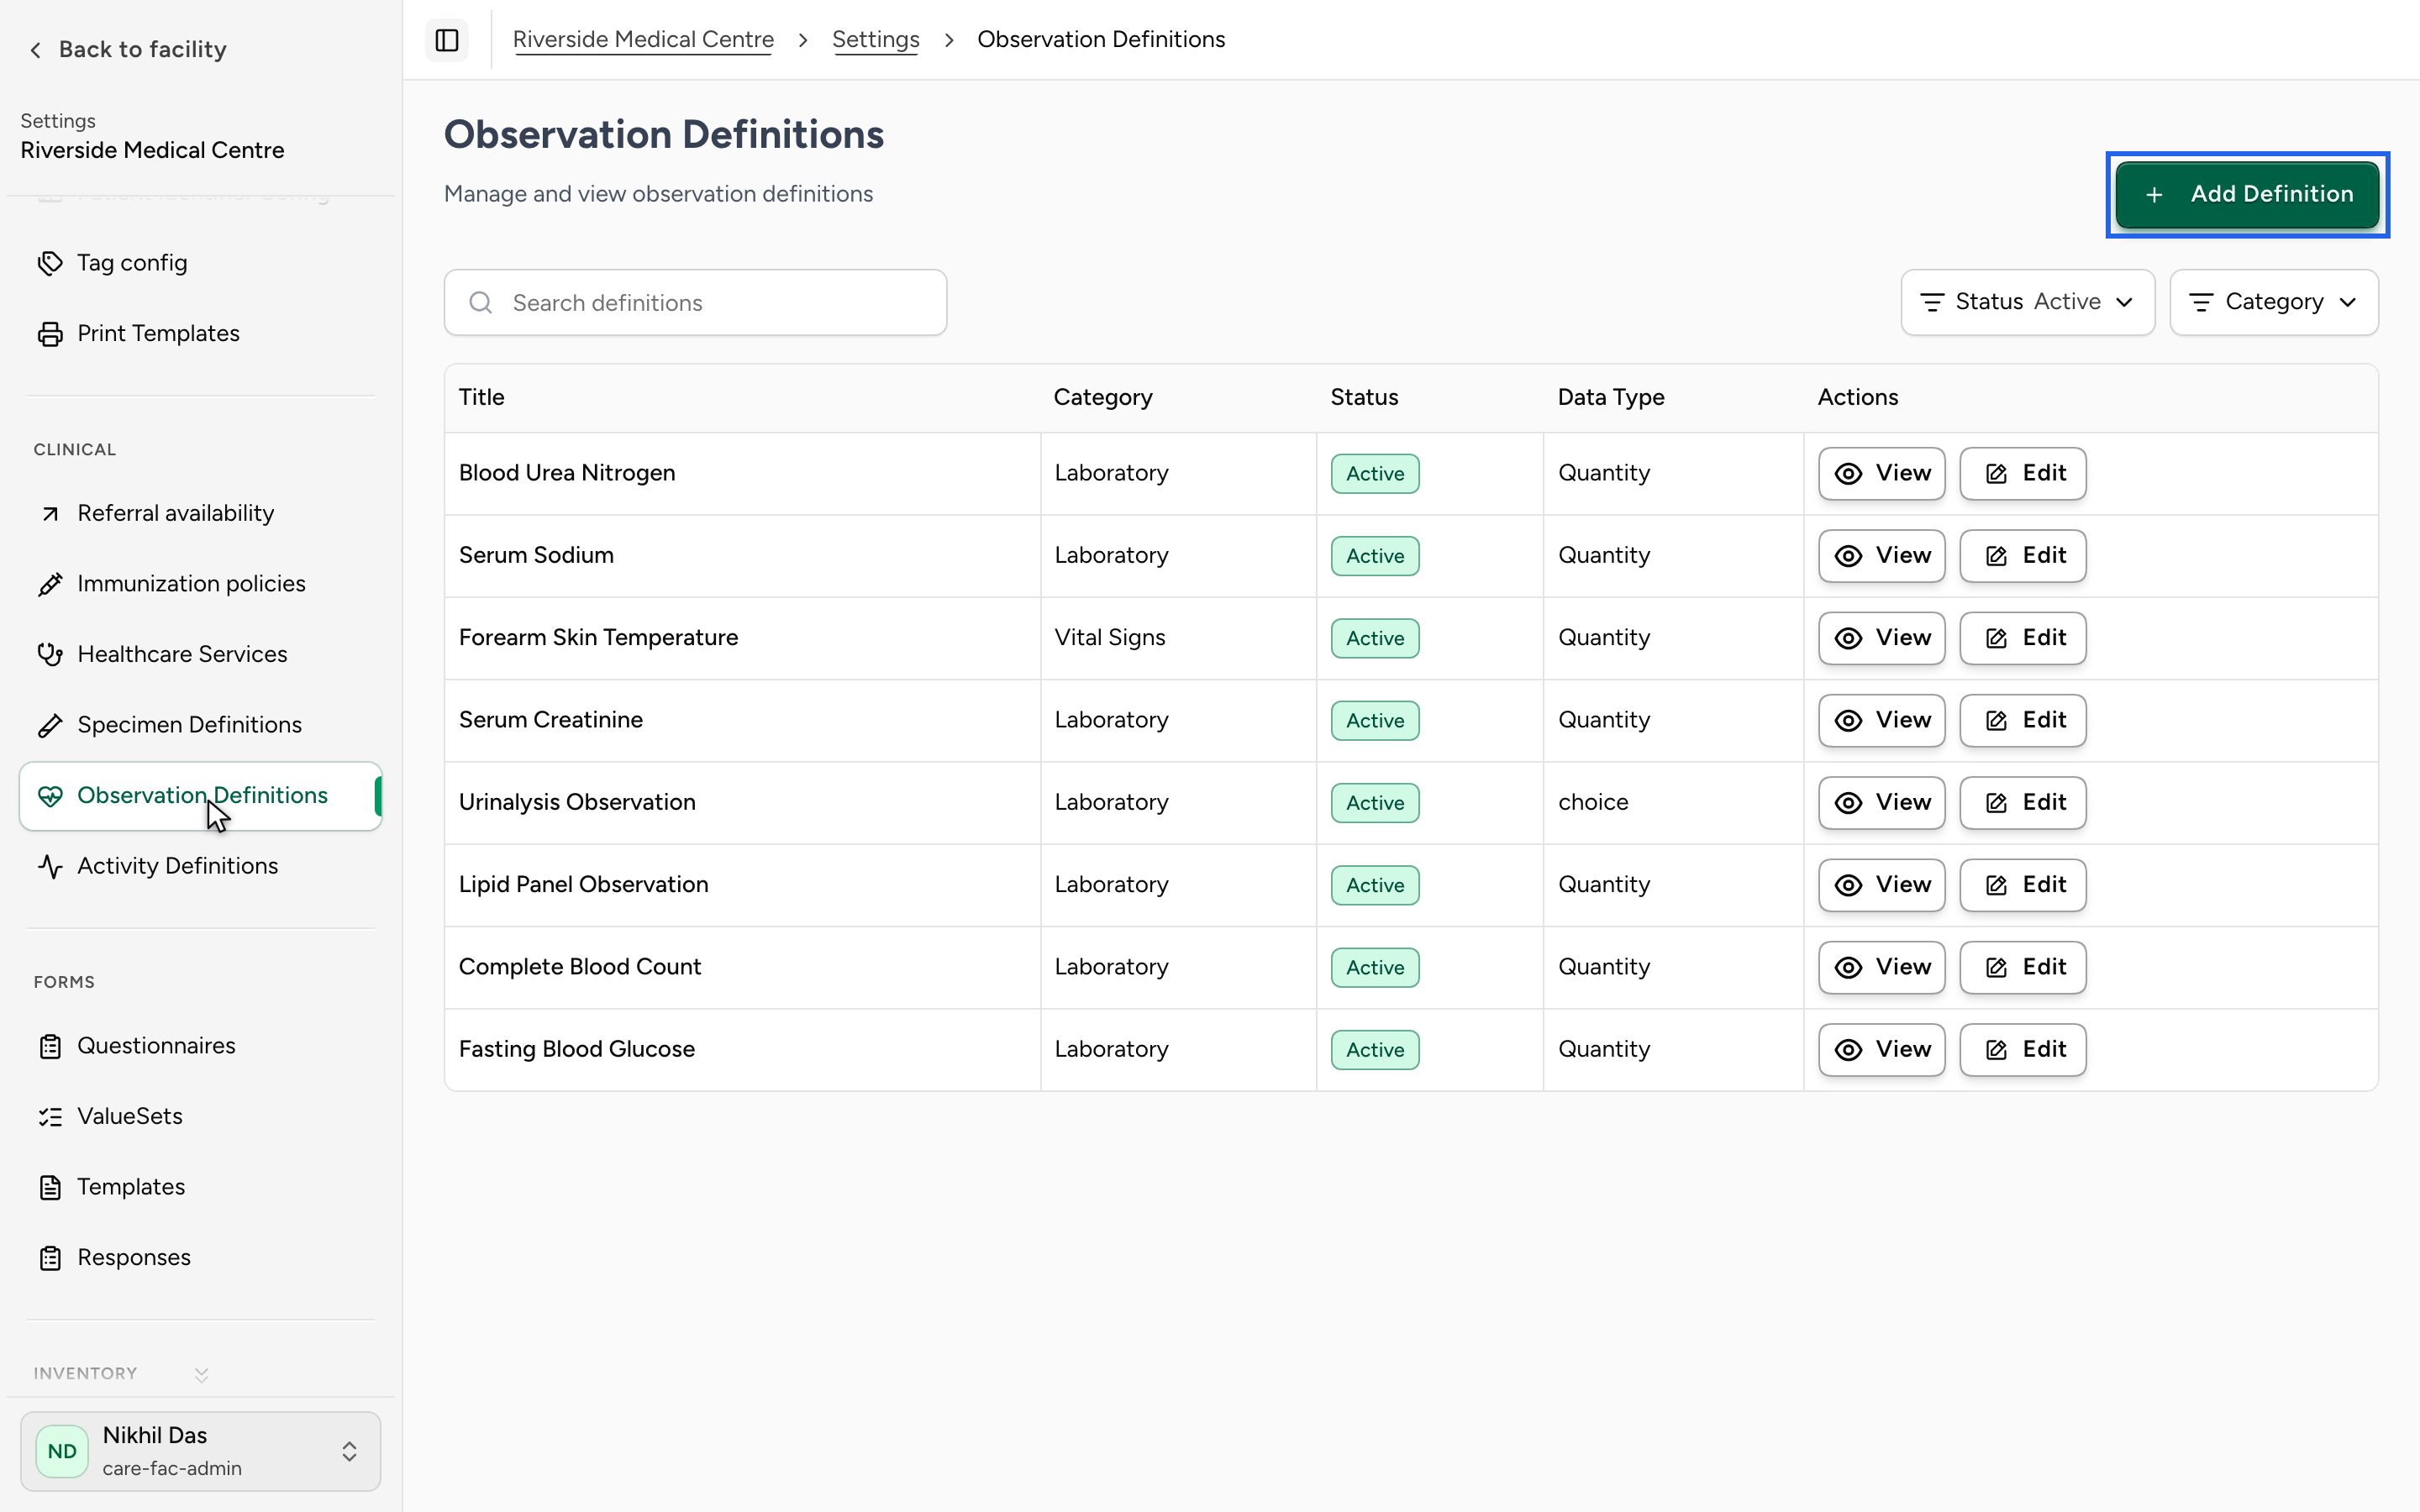 Back to facility
Settings
Riverside Medical Centre
Tag config
Print Templates
CLINICAL
Referral availability
Immunization policies
Healthcare Services
Specimen Definitions
Observation Definitions
Activity Definitions
FORMS
Questionnaires
ValueSets
Templates
Responses
INVENTORY
ND
Nikhil Das
care-fac-admin
Riverside Medical Centre > Settings > Observation Definitions
Observation Definitions
Manage and view observation definitions
+ Add Definition
Search definitions
Status Active
Category
Title Category Status Data Type Actions
Blood Urea Nitrogen Laboratory Active Quantity View Edit
Serum Sodium Laboratory Active Quantity View Edit
Forearm Skin Temperature Vital Signs Active Quantity View Edit
Serum Creatinine Laboratory Active Quantity View Edit
Urinalysis Observation Laboratory Active choice View Edit
Lipid Panel Observation Laboratory Active Quantity View Edit
Complete Blood Count Laboratory Active Quantity View Edit
Fasting Blood Glucose Laboratory Active Quantity View Edit